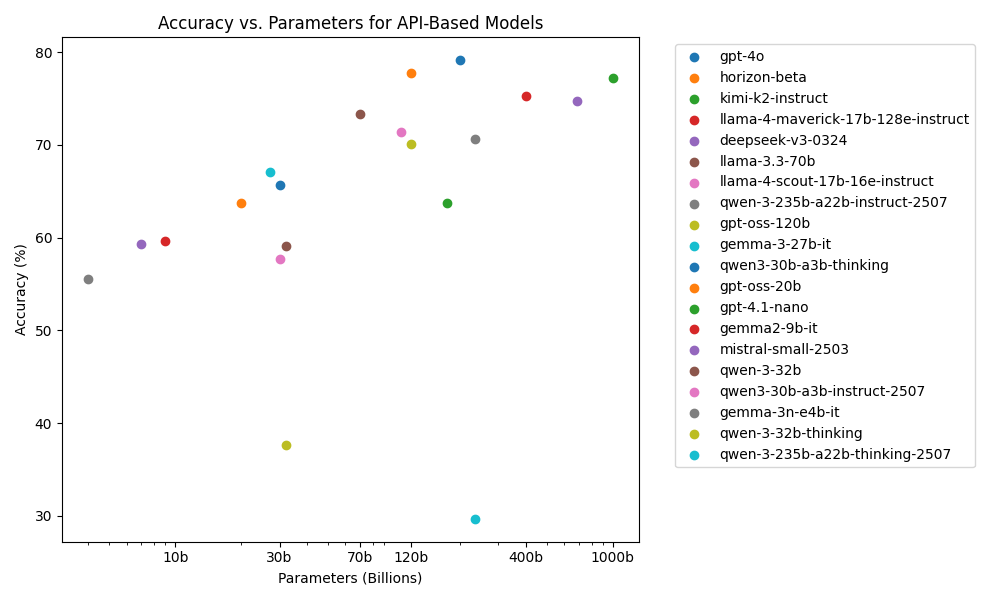 Accuracy vs. Parameters for API-Based Models
Accuracy (%)
80
70
60
50
40
30
10b
30b
70b
120b
400b
1000b
Parameters (Billions)
gpt-4o
horizon-beta
kimi-k2-instruct
llama-4-maverick-17b-128e-instruct
deepseek-v3-0324
llama-3.3-70b
llama-4-scout-17b-16e-instruct
qwen-3-235b-a22b-instruct-2507
gpt-oss-120b
gemma-3-27b-it
qwen3-30b-a3b-thinking
gpt-oss-20b
gpt-4.1-nano
gemma2-9b-it
mistral-small-2503
qwen-3-32b
qwen3-30b-a3b-instruct-2507
gemma-3n-e4b-it
qwen-3-32b-thinking
qwen-3-235b-a22b-thinking-2507